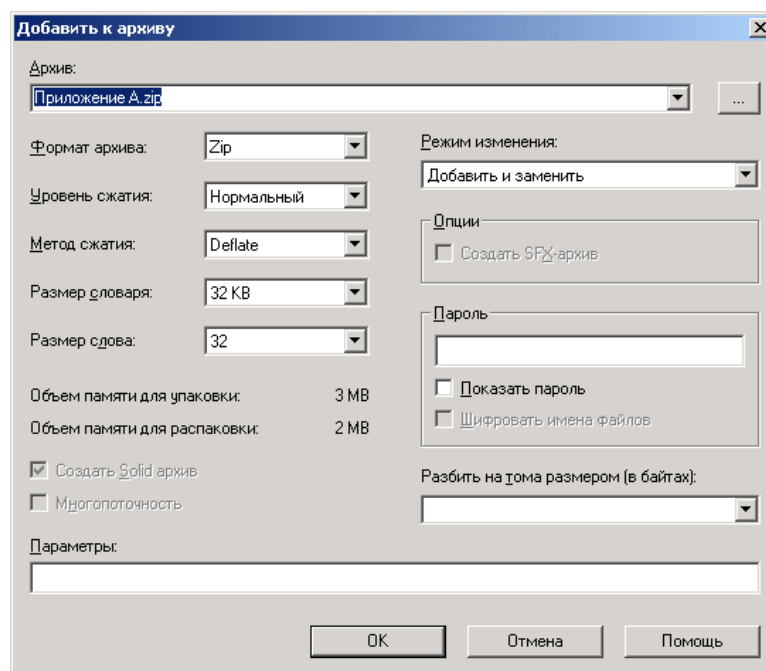 Добавить к архиву
Архив:
Приложение A.zip
...
Формат архива:
Zip
Уровень сжатия:
Нормальный
Метод сжатия:
Deflate
Размер словаря:
32 KB
Размер слова:
32
Объем памяти для упаковки:
3 MB
Объем памяти для распаковки:
2 MB
Создать Solid архив
Многопоточность
Режим изменения:
Добавить и заменить
Опции
Создать SFX-архив
Пароль
Показать пароль
Шифровать имена файлов
Разбить на тома размером (в байтах):
Параметры:
OK
Отмена
Помощь